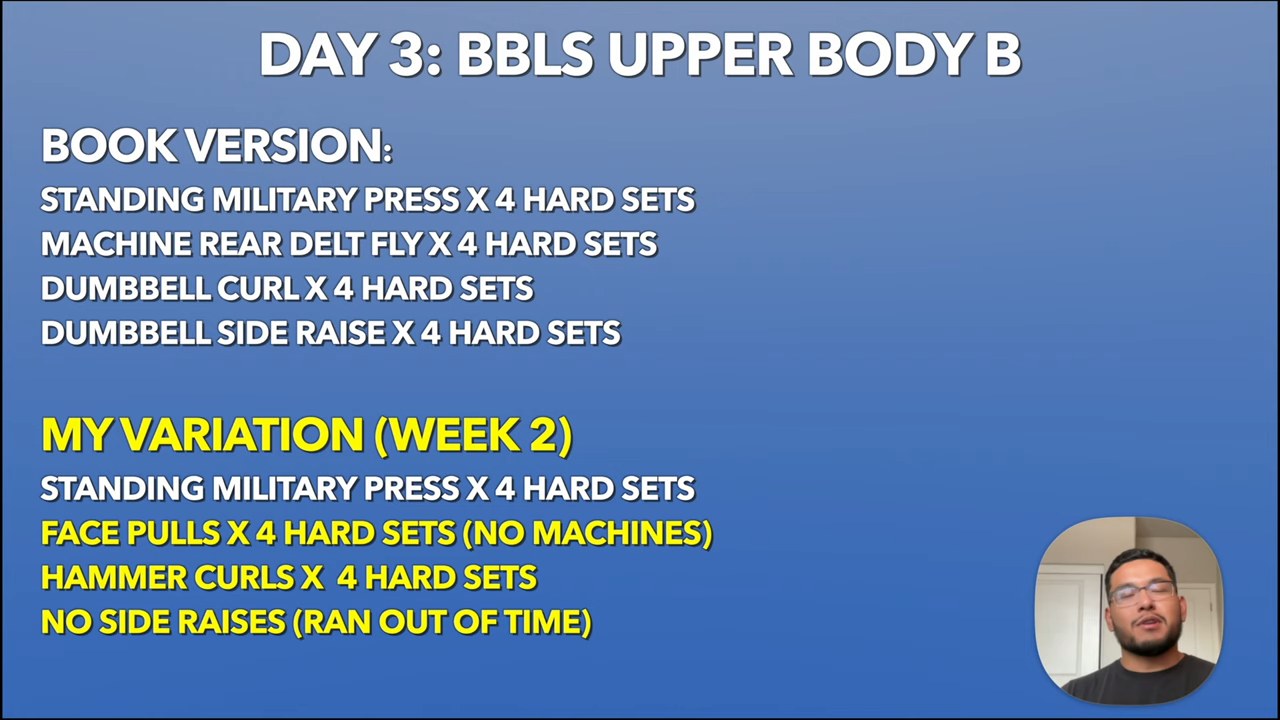 DAY 3: BBLS UPPER BODY B
BOOK VERSION:
STANDING MILITARY PRESS X 4 HARD SETS
MACHINE REAR DELT FLY X 4 HARD SETS
DUMBBELL CURL X 4 HARD SETS
DUMBBELL SIDE RAISE X 4 HARD SETS
MY VARIATION (WEEK 2)
STANDING MILITARY PRESS X 4 HARD SETS
FACE PULLS X 4 HARD SETS (NO MACHINES)
HAMMER CURLS X  4 HARD SETS
NO SIDE RAISES (RAN OUT OF TIME)